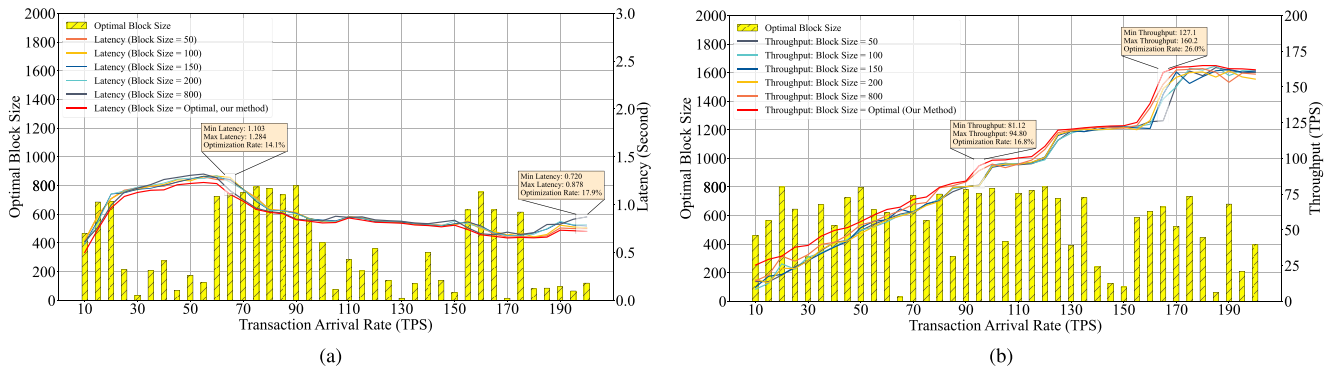 2000
1800
1600
1400
1200
1000
800
600
400
200
0
Optimal Block Size
Optimal Block Size
Latency (Block Size = 50)
Latency (Block Size = 100)
Latency (Block Size = 150)
Latency (Block Size = 200)
Latency (Block Size = 800)
Latency (Block Size = Optimal, our method)
Min Latency: 1.103
Max Latency: 1.284
Optimization Rate: 14.1%
Min Latency: 0.720
Max Latency: 0.878
Optimization Rate: 17.9%
3.0
2.5
2.0
1.5
1.0
0.5
0.0
Latency (Second)
10 30 50 70 90 110 130 150 170 190
Transaction Arrival Rate (TPS)
(a)
2000
1800
1600
1400
1200
1000
800
600
400
200
0
Optimal Block Size
Optimal Block Size
Throughput: Block Size = 50
Throughput: Block Size = 100
Throughput: Block Size = 150
Throughput: Block Size = 200
Throughput: Block Size = 800
Throughput: Block Size = Optimal (Our Method)
Min Throughput: 127.1
Max Throughput: 160.2
Optimization Rate: 26.0%
Min Throughput: 81.12
Max Throughput: 94.80
Optimization Rate: 16.8%
200
175
150
125
100
75
50
25
0
Throughput (TPS)
10 30 50 70 90 110 130 150 170 190
Transaction Arrival Rate (TPS)
(b)